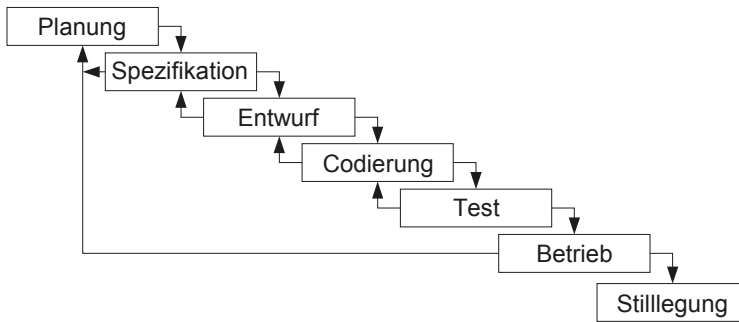 Planung
Spezifikation
Entwurf
Codierung
Test
Betrieb
Stilllegung